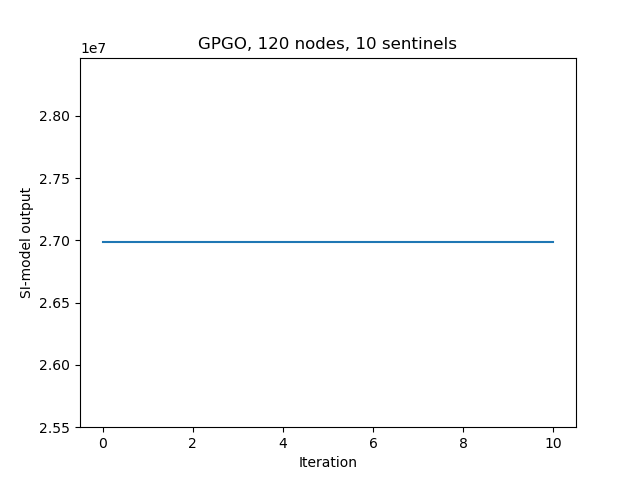 GPGO, 120 nodes, 10 sentinels
1e7
2.80
2.75
2.70
2.65
2.60
2.55
SI-model output
0 2 4 6 8 10
Iteration